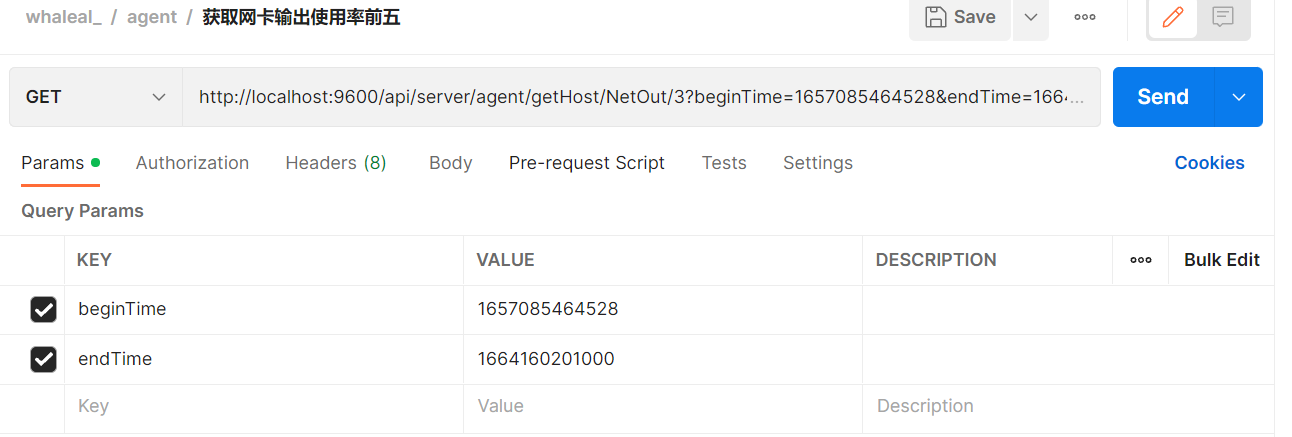 whaleal_ / agent / 获取网卡输出使用率前五
Save
GET
http://localhost:9600/api/server/agent/getHost/NetOut/3?beginTime=1657085464528&endTime=166...
Send
Params Authorization Headers (8) Body Pre-request Script Tests Settings Cookies
Query Params
KEY VALUE DESCRIPTION Bulk Edit
beginTime 1657085464528
endTime 1664160201000
Key Value Description